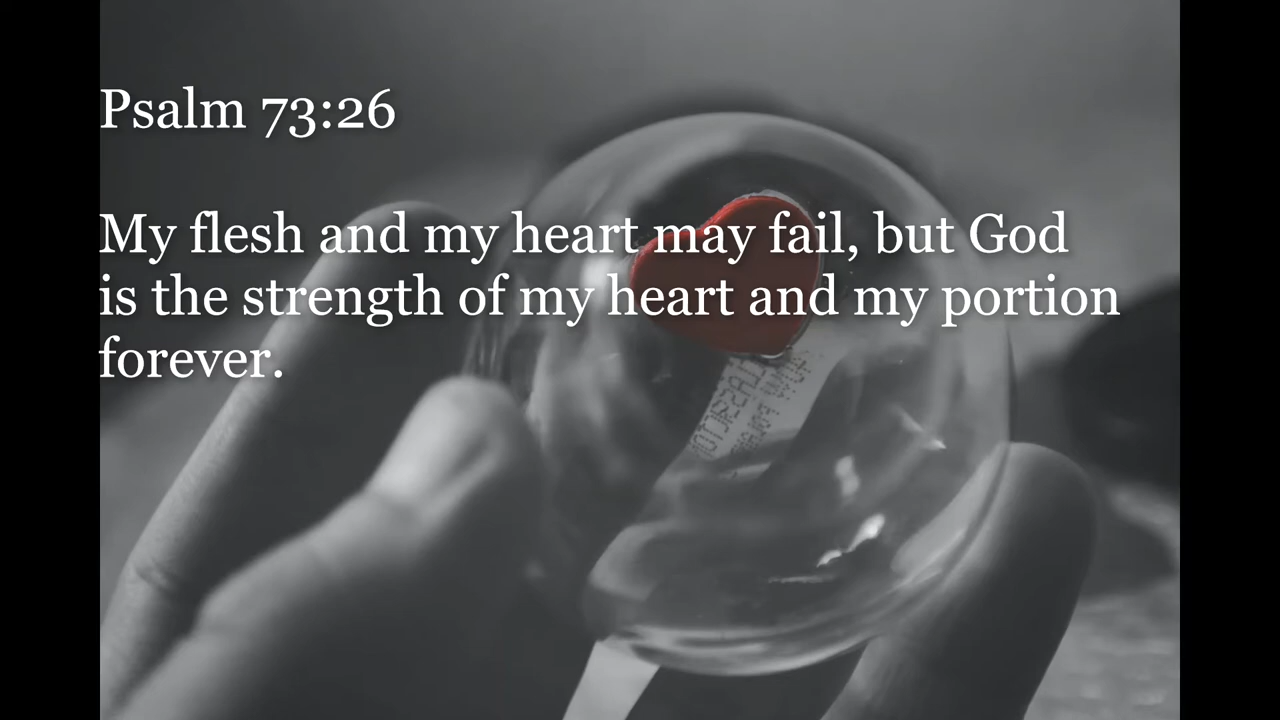 Psalm 73:26
My flesh and my heart may fail, but God
is the strength of my heart and my portion
forever.